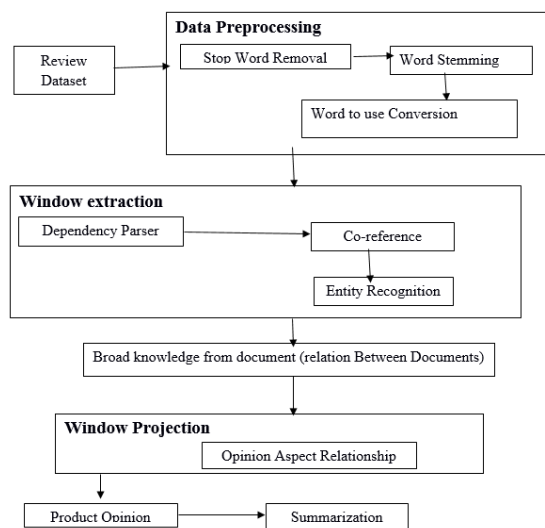 Data Preprocessing
Review
Dataset
Stop Word Removal
Word Stemming
Word to use Conversion
Window extraction
Dependency Parser
Co-reference
Entity Recognition
Broad knowledge from document (relation Between Documents)
Window Projection
Opinion Aspect Relationship
Product Opinion
Summarization